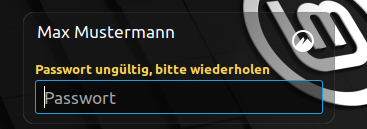 Max Mustermann
Passwort ungültig, bitte wiederholen
Passwort